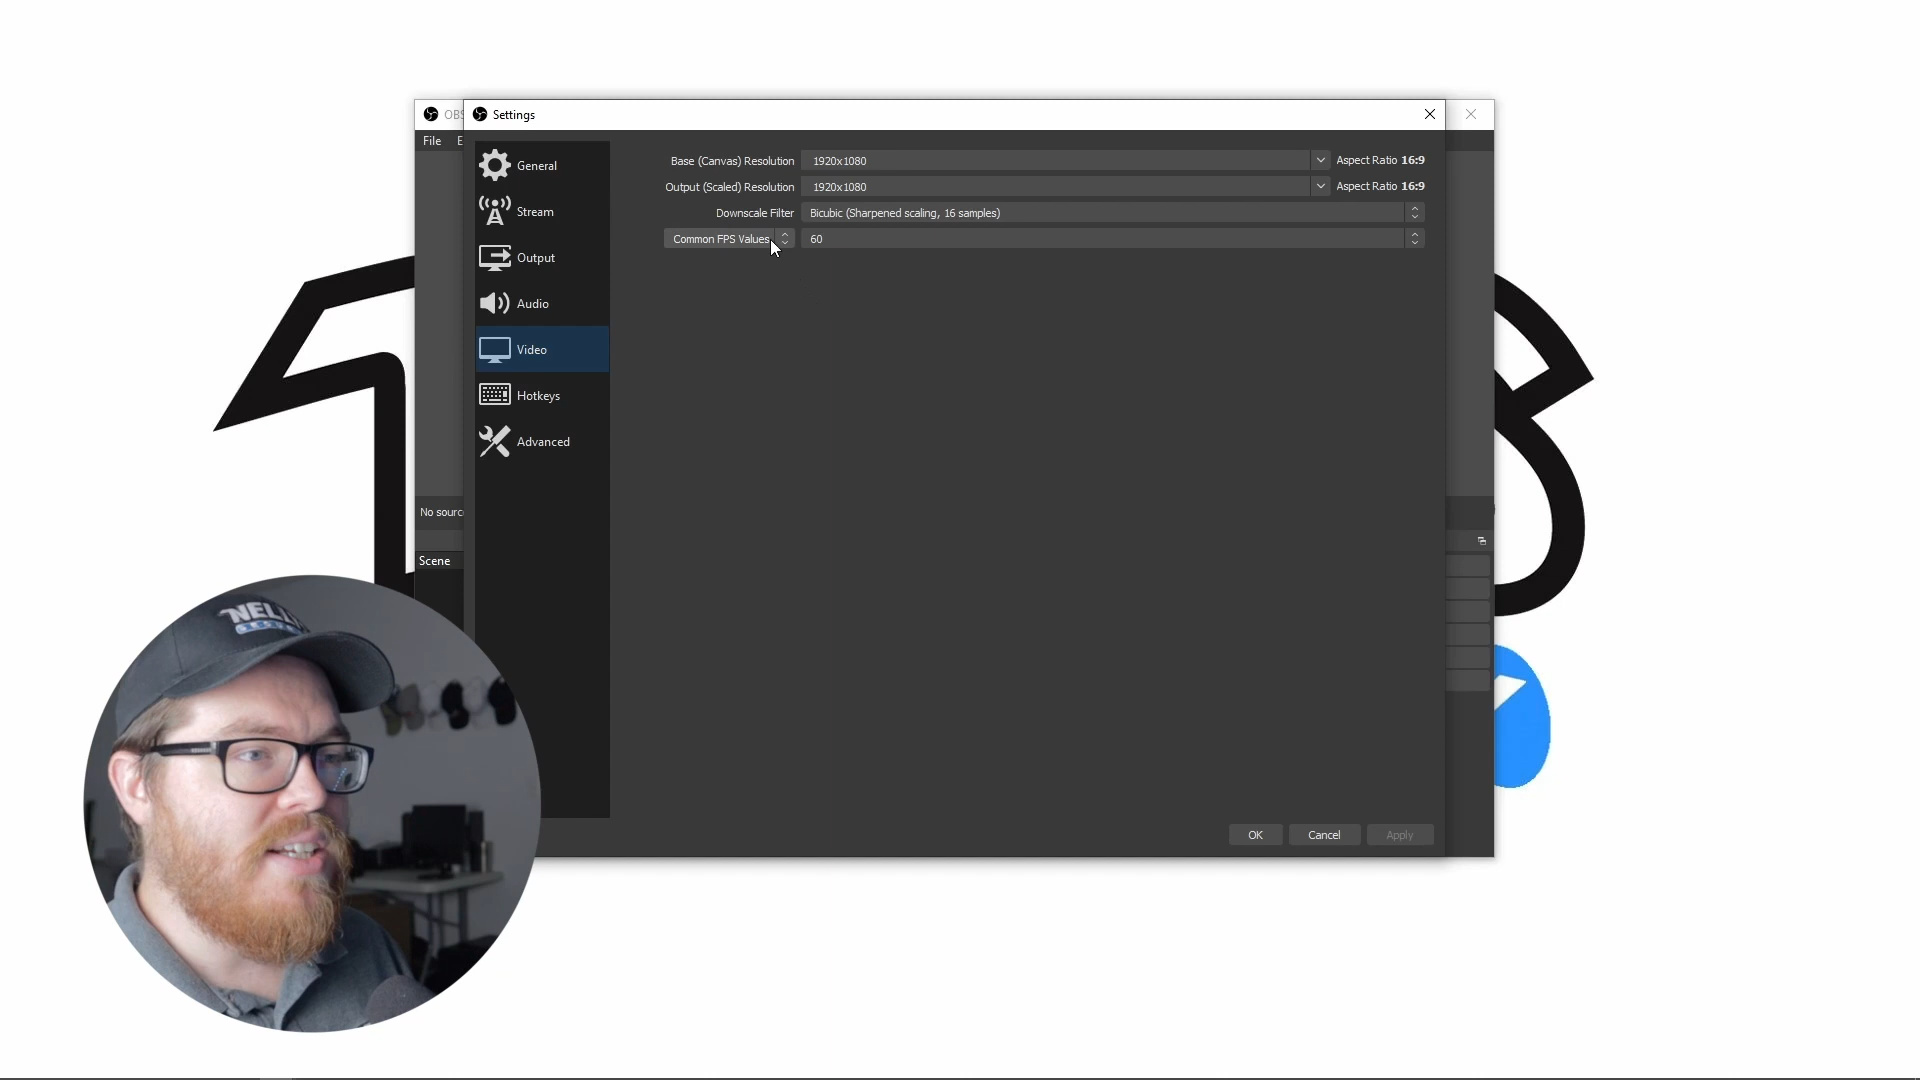 OBS
Settings
File
General
Stream
Output
Audio
Video
Hotkeys
Advanced
Base (Canvas) Resolution 1920x1080 Aspect Ratio 16:9
Output (Scaled) Resolution 1920x1080 Aspect Ratio 16:9
Downscale Filter Bicubic (Sharpened scaling, 16 samples)
Common FPS Values 60
No sourc
Scene
OK Cancel Apply